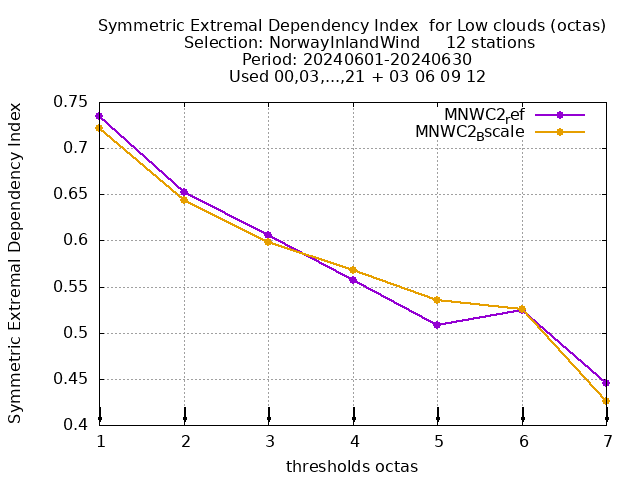 Symmetric Extremal Dependency Index  for Low clouds (octas)
Selection: NorwayInlandWind     12 stations
Period: 20240601-20240630
Used 00,03,...,21 + 03 06 09 12
MNWC2_ref
MNWC2_Bscale
Symmetric Extremal Dependency Index
0.75
0.7
0.65
0.6
0.55
0.5
0.45
0.4
1 2 3 4 5 6 7
thresholds octas